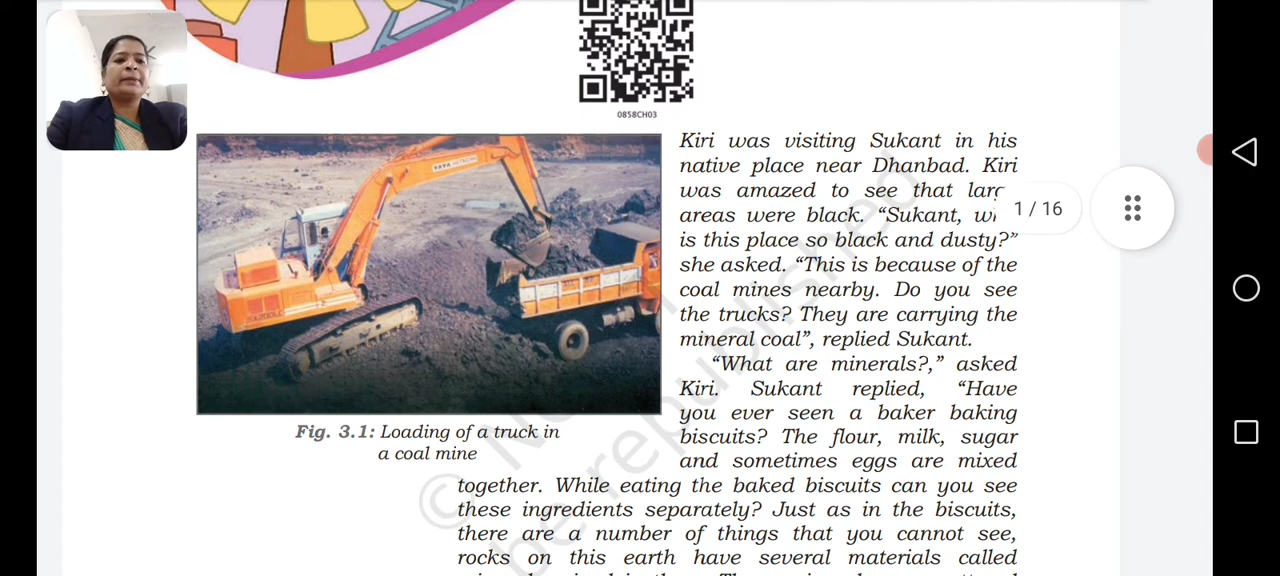 0858CH03
TATA HITACHI
Kiri was visiting Sukant in his
native place near Dhanbad. Kiri
was amazed to see that
areas were black. “Sukant,
is this place so black and dusty?”
she asked. “This is because of the
coal mines nearby. Do you see
the trucks? They are carrying the
mineral coal”, replied Sukant.
“What are minerals?,” asked
Kiri. Sukant replied, “Have
you ever seen a baker baking
biscuits? The flour, milk, sugar
and sometimes eggs are mixed
together. While eating the baked biscuits can you see
these ingredients separately? Just as in the biscuits,
there are a number of things that you cannot see,
rocks on this earth have several materials called
1 / 16
Fig. 3.1: Loading of a truck in
a coal mine
be republished